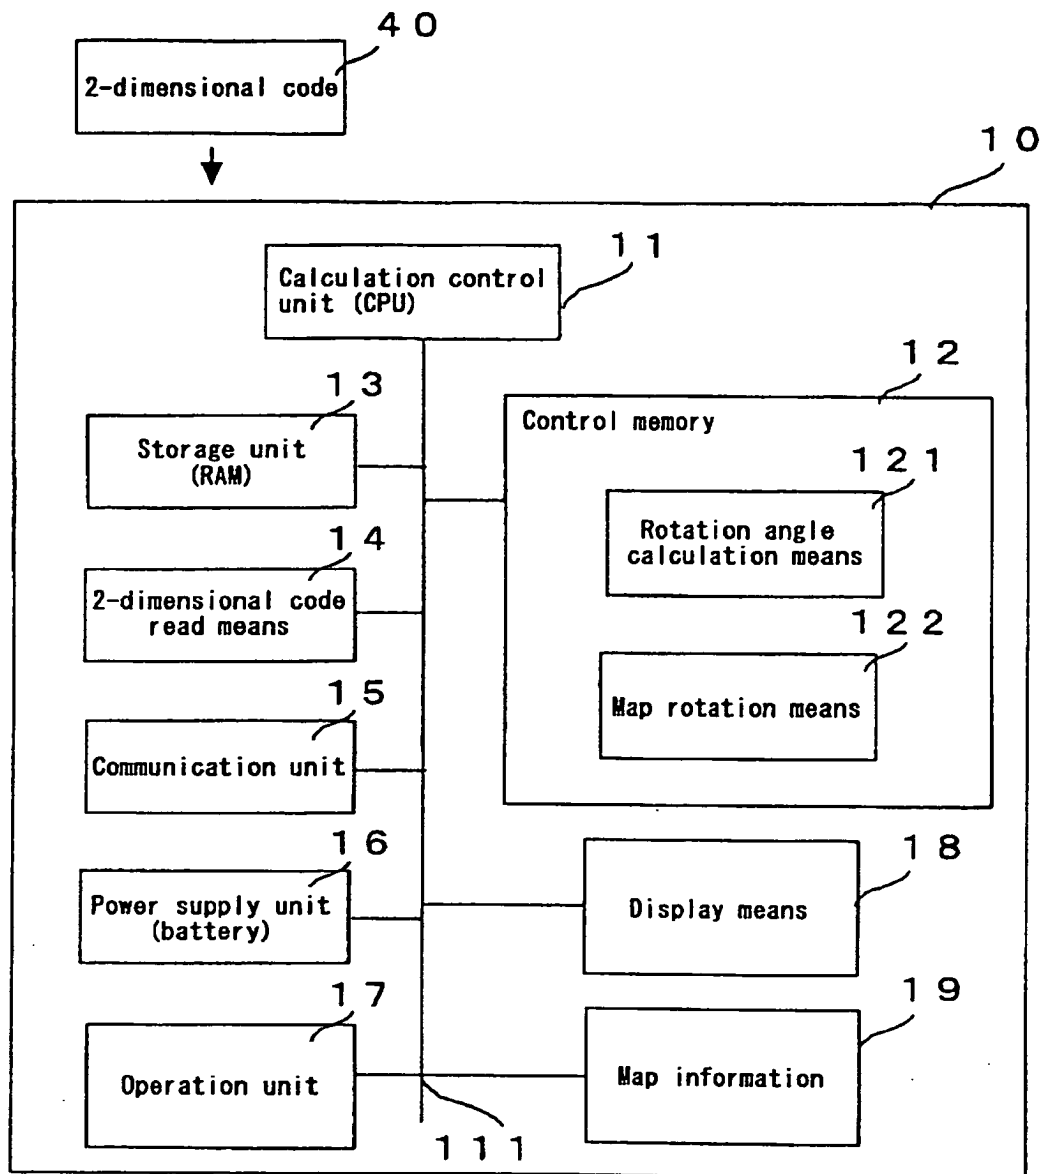 40
2-dimensional code
10
11
Calculation control
unit (CPU)
12
Control memory
13
Storage unit
(RAM)
121
Rotation angle
calculation means
14
2-dimensional code
read means
122
Map rotation means
15
Communication unit
16
Power supply unit
(battery)
18
Display means
17
Operation unit
19
Map information
111